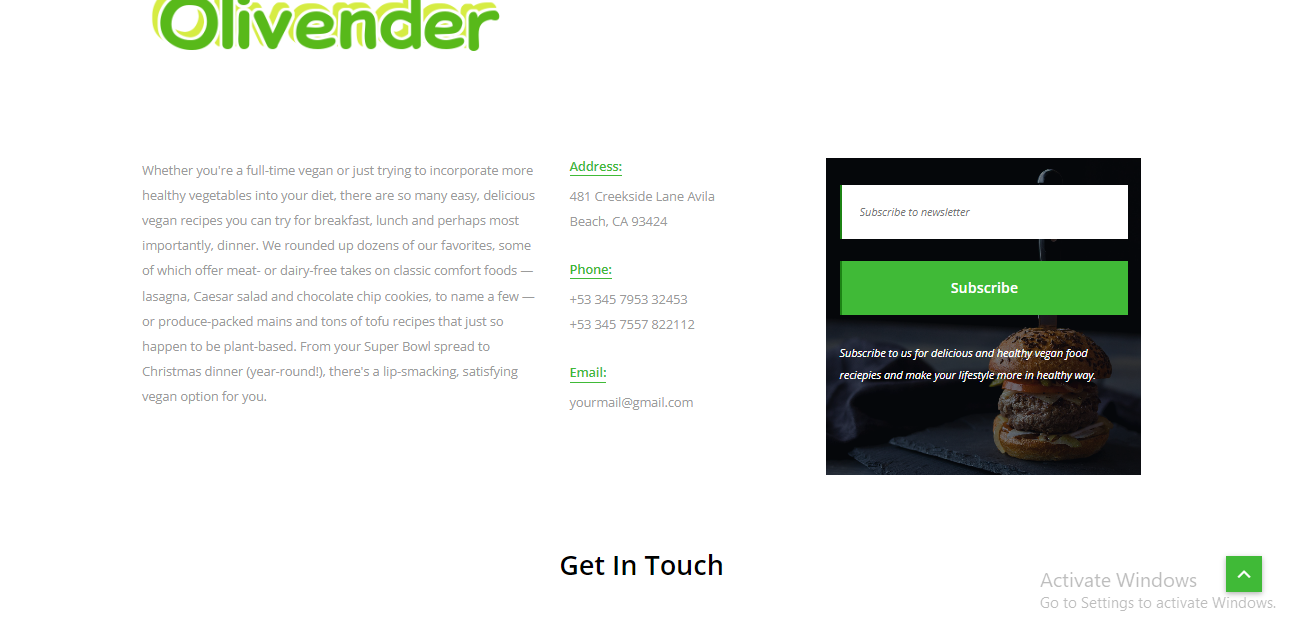 Olivender
Whether you're a full-time vegan or just trying to incorporate more
healthy vegetables into your diet, there are so many easy, delicious
vegan recipes you can try for breakfast, lunch and perhaps most
importantly, dinner. We rounded up dozens of our favorites, some
of which offer meat- or dairy-free takes on classic comfort foods —
lasagna, Caesar salad and chocolate chip cookies, to name a few —
or produce-packed mains and tons of tofu recipes that just so
happen to be plant-based. From your Super Bowl spread to
Christmas dinner (year-round!), there's a lip-smacking, satisfying
vegan option for you.
Address:
481 Creekside Lane Avila
Beach, CA 93424
Phone:
+53 345 7953 32453
+53 345 7557 822112
Email:
yourmail@gmail.com
Subscribe to newsletter
Subscribe
Subscribe to us for delicious and healthy vegan food
reciepies and make your lifestyle more in healthy way.
Get In Touch
Activate Windows
Go to Settings to activate Windows.